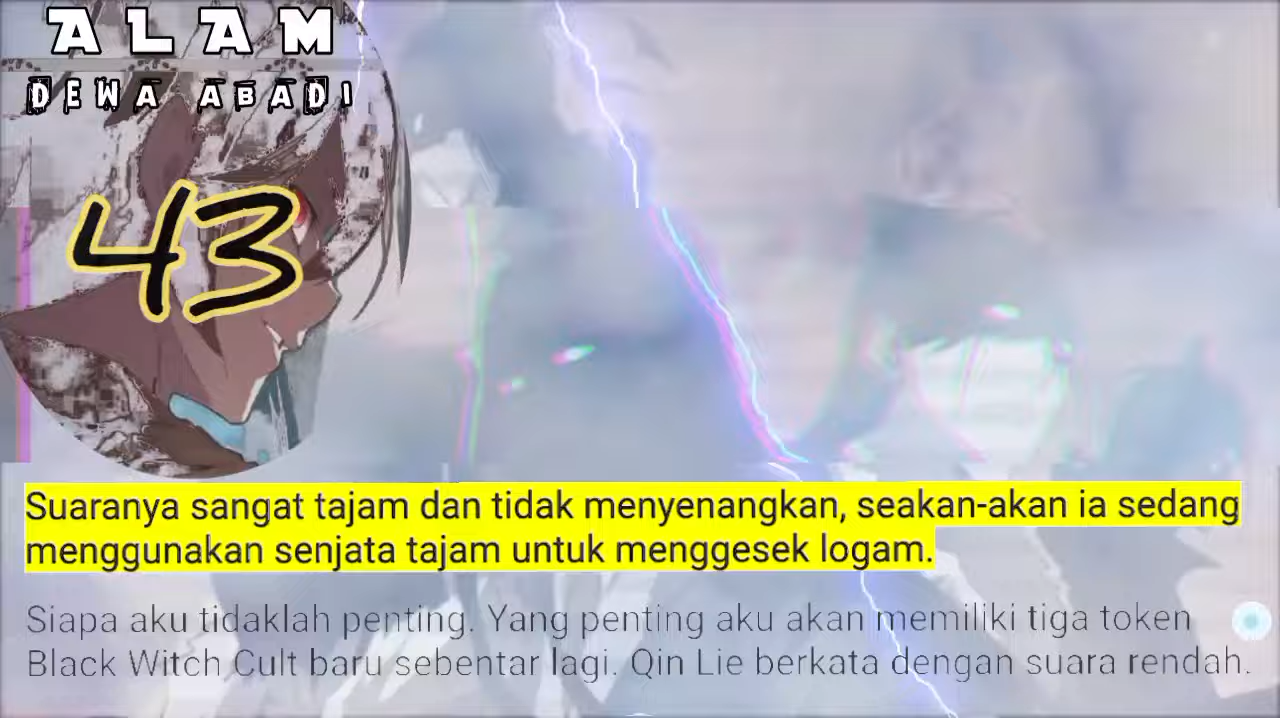 ALAM
DEWA ABADI
43
Suaranya sangat tajam dan tidak menyenangkan, seakan-akan ia sedang
menggunakan senjata tajam untuk menggesek logam.
Siapa aku tidaklah penting. Yang penting aku akan memiliki tiga token
Black Witch Cult baru sebentar lagi. Qin Lie berkata dengan suara rendah.